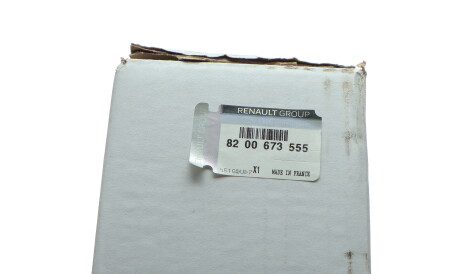 RENAULT GROUP
82 00 673 555
X1 MADE IN FRANCE